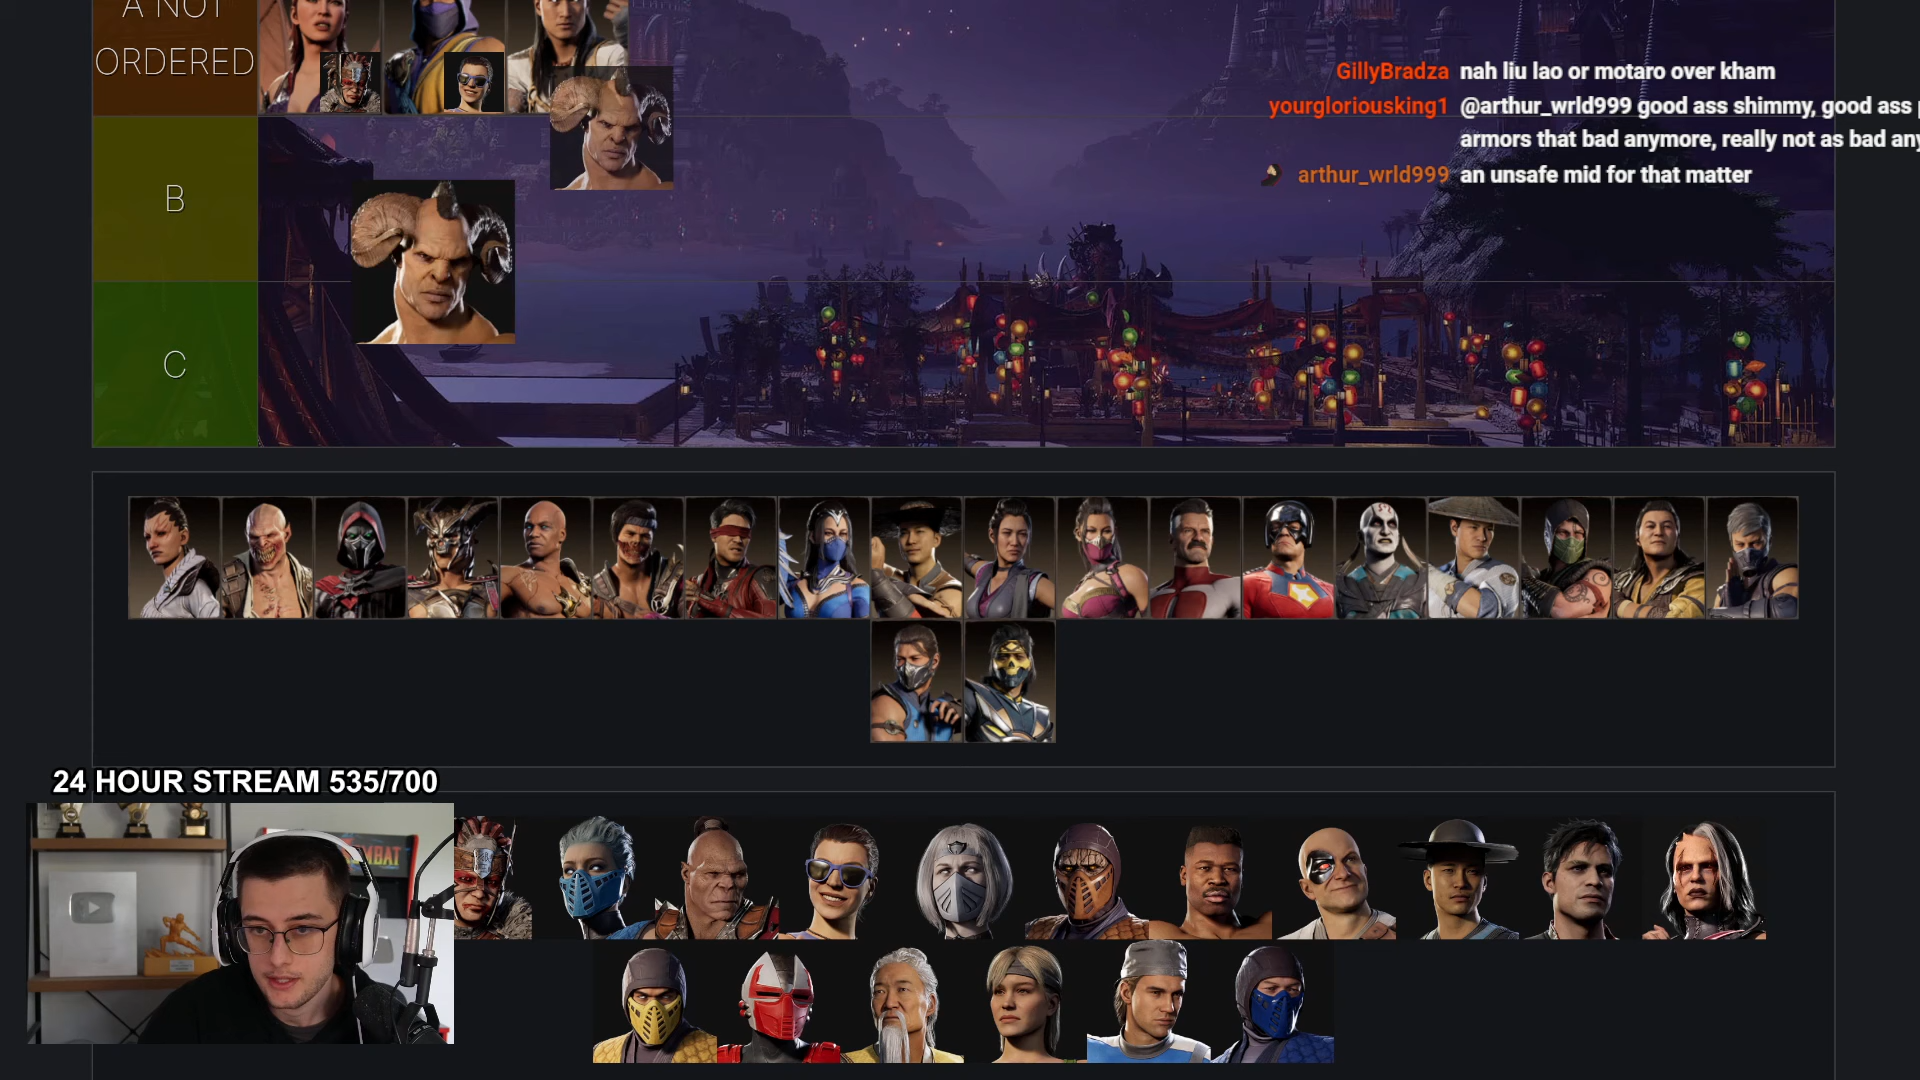 A NOT
ORDERED
GillyBradza nah liu lao or motaro over kham
yourgloriousking1 @arthur_wrld999 good ass shimmy, good ass
armors that bad anymore, really not as bad
arthur_wrld999 an unsafe mid for that matter
B
C
24 HOUR STREAM 535/700